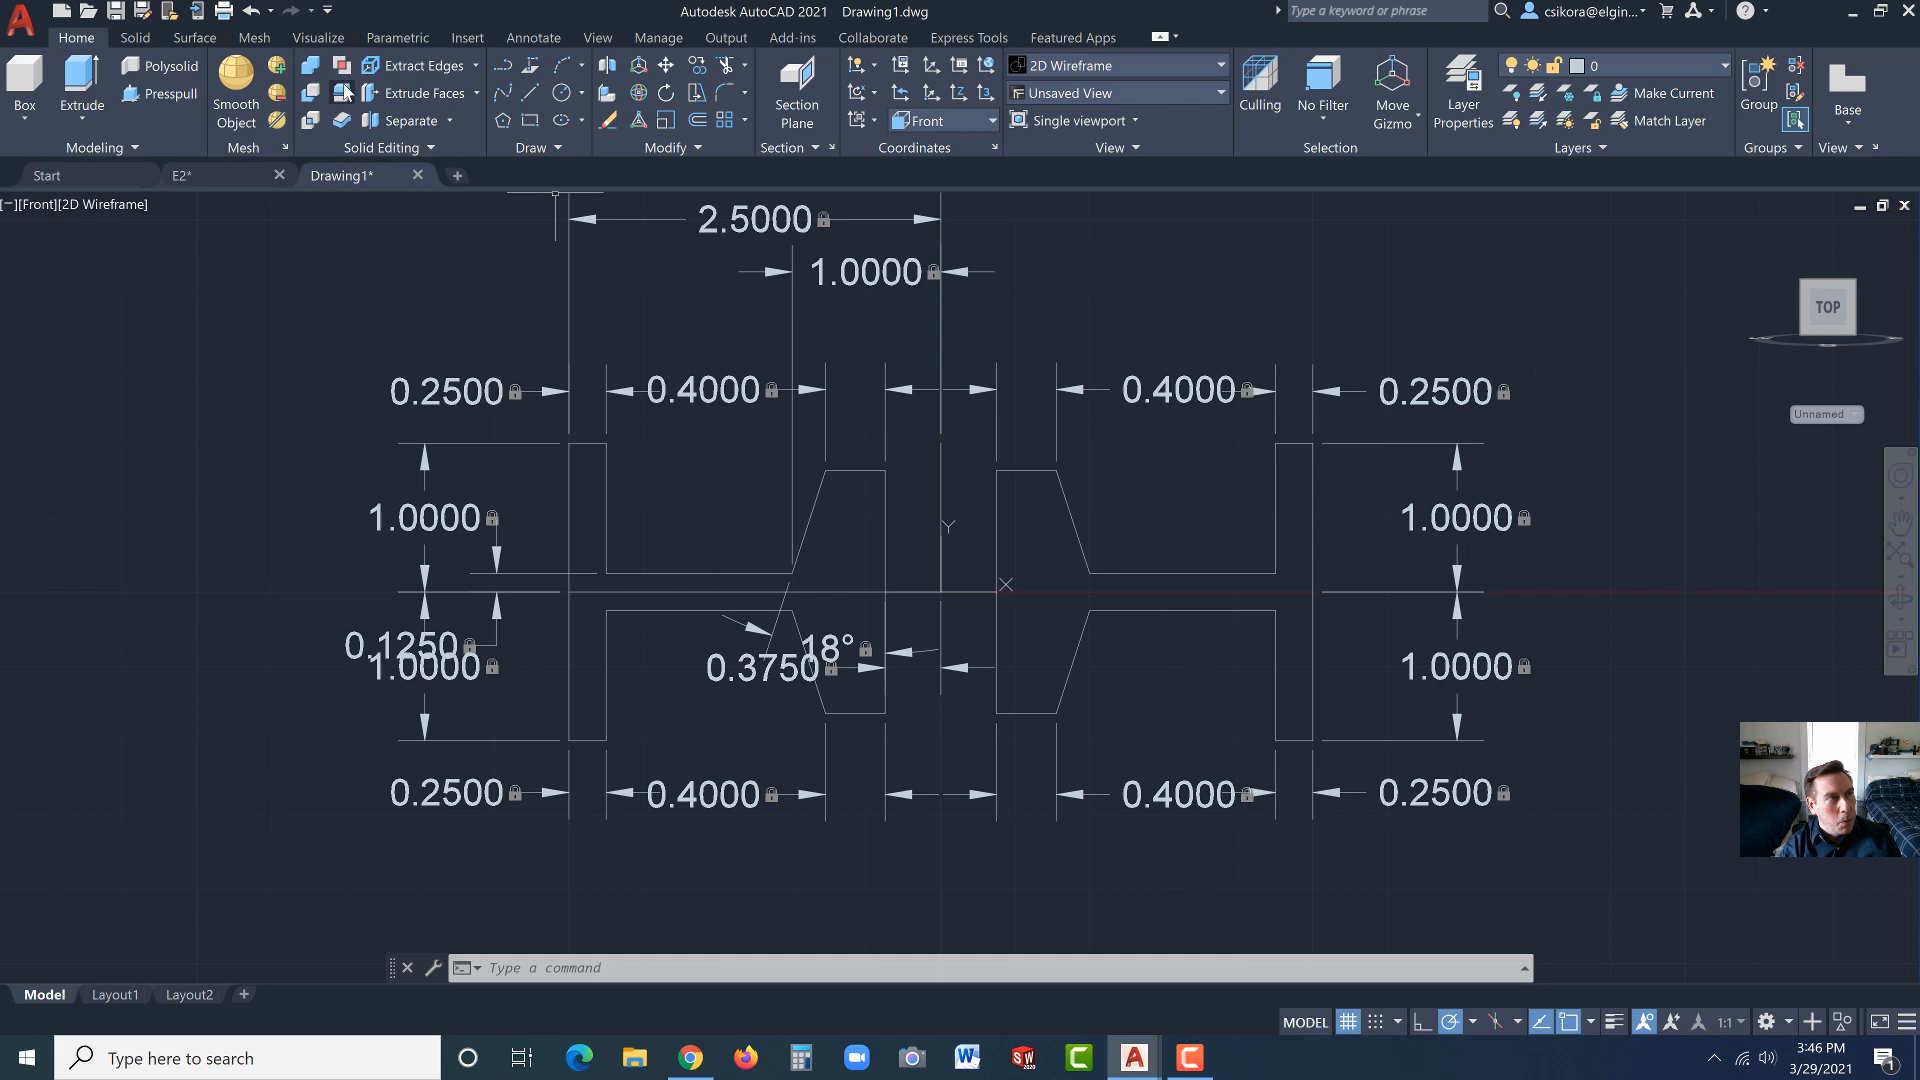 Autodesk AutoCAD 2021 Drawing1.dwg
Type a keyword or phrase
csikora@elgin...
Home Solid Surface Mesh Visualize Parametric Insert Annotate View Manage Output Add-ins Collaborate Express Tools Featured Apps
Box
Extrude
Polysolid
Presspull
Smooth
Object
Extract Edges
Extrude Faces
Separate
Section
Plane
Front
2D Wireframe
Unsaved View
Single viewport
Culling
No Filter
Move
Gizmo
Layer
Properties
0
Make Current
Match Layer
Group
Base
Modeling Mesh Solid Editing Draw Modify Section Coordinates View Selection Layers Groups View
Start E2* Drawing1*
[−][Front][2D Wireframe]
2.5000
1.0000
TOP
Unnamed
0.2500 0.4000 0.4000 0.2500
1.0000 1.0000
Y
X
0.1250
18°
1.0000 0.3750 1.0000
0.2500 0.4000 0.4000 0.2500
Type a command
Model Layout1 Layout2
MODEL 1:1
Type here to search
3:46 PM
3/29/2021
1